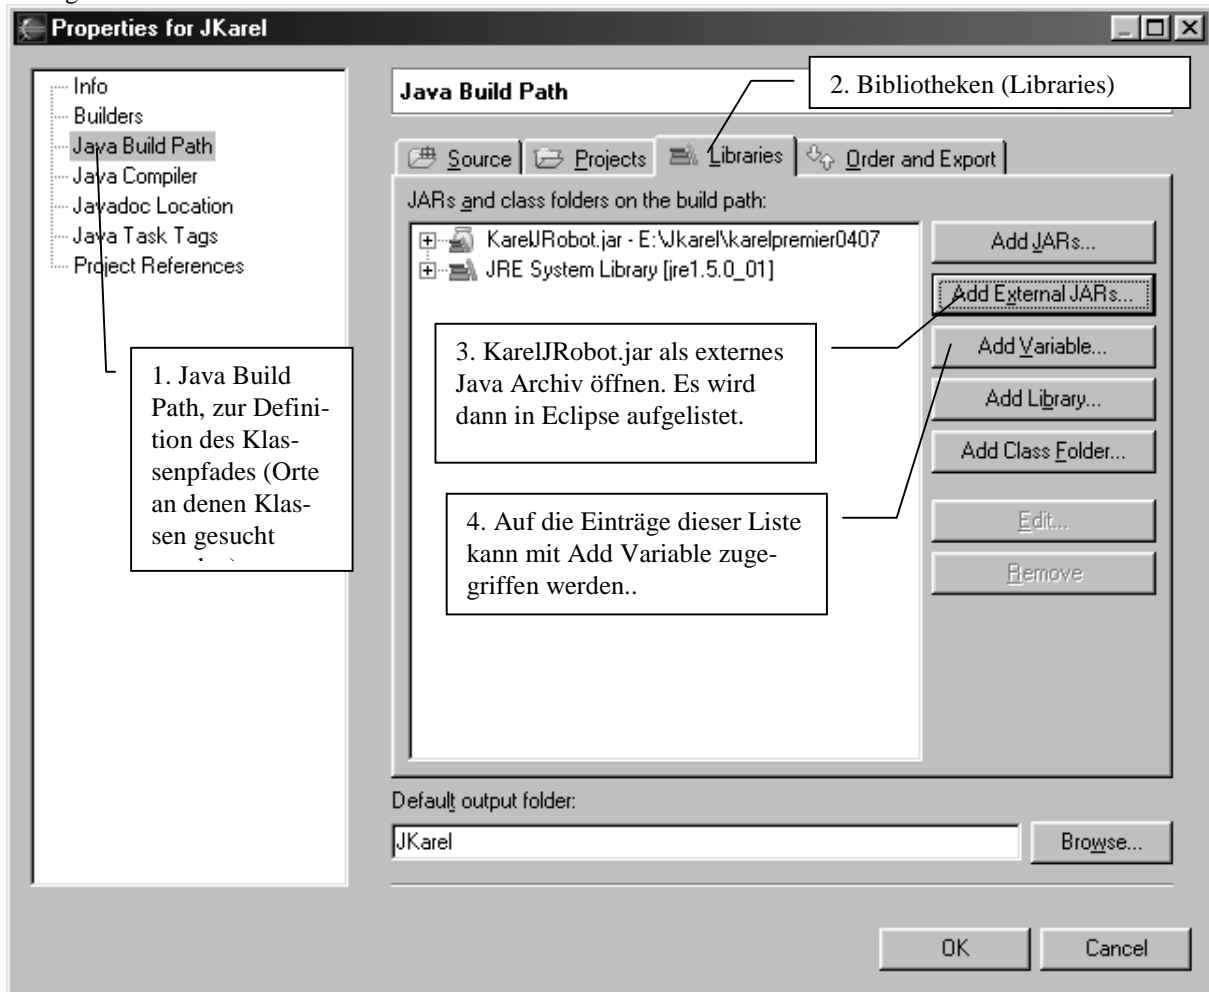 Properties for JKarel
Info
Builders
Java Build Path
Java Compiler
Javadoc Location
Java Task Tags
Project References
1. Java Build
Path, zur Defini-
tion des Klas-
senpfades (Orte
an denen Klas-
sen gesucht
Java Build Path
2. Bibliotheken (Libraries)
Source
Projects
Libraries
Order and Export
JARs and class folders on the build path:
KarelJRobot.jar - E:\Jkarel\karelpremier0407
JRE System Library [jre1.5.0_01]
3. KarelJRobot.jar als externes
Java Archiv öffnen. Es wird
dann in Eclipse aufgelistet.
4. Auf die Einträge dieser Liste
kann mit Add Variable zuge-
griffen werden..
Add JARs...
Add External JARs...
Add Variable...
Add Library...
Add Class Folder...
Edit...
Remove
Default output folder:
JKarel
Browse...
OK
Cancel